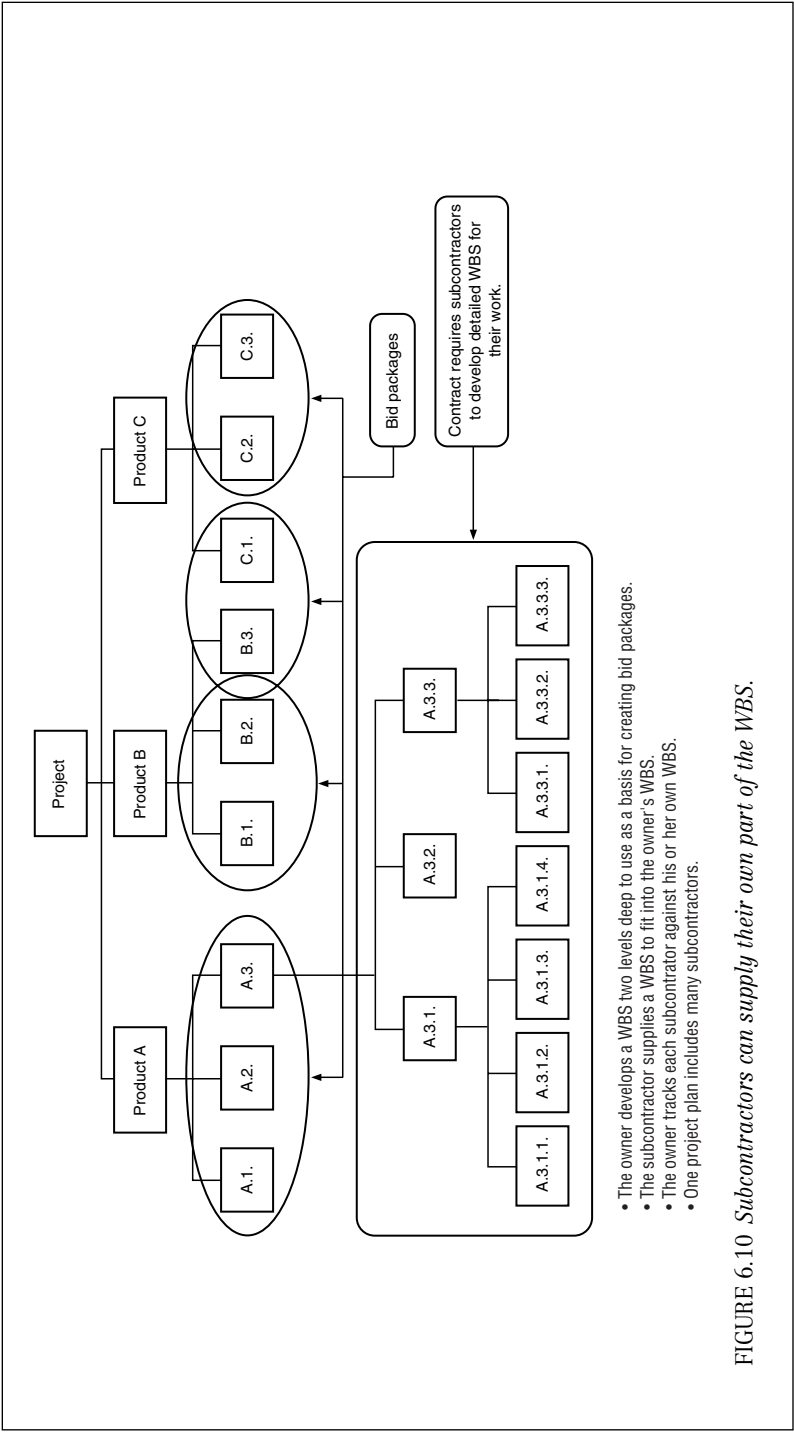 Project
Product A
Product B
Product C
A.1.
A.2.
A.3.
B.1.
B.2.
B.3.
C.1.
C.2.
C.3.
Bid packages
Contract requires subcontractors
to develop detailed WBS for
their work.
A.3.1.
A.3.2.
A.3.3.
A.3.1.1.
A.3.1.2.
A.3.1.3.
A.3.1.4.
A.3.3.1.
A.3.3.2.
A.3.3.3.
• The owner develops a WBS two levels deep to use as a basis for creating bid packages.
• The subcontractor supplies a WBS to fit into the owner's WBS.
• The owner tracks each subcontrator against his or her own WBS.
• One project plan includes many subcontractors.
FIGURE 6.10 Subcontractors can supply their own part of the WBS.